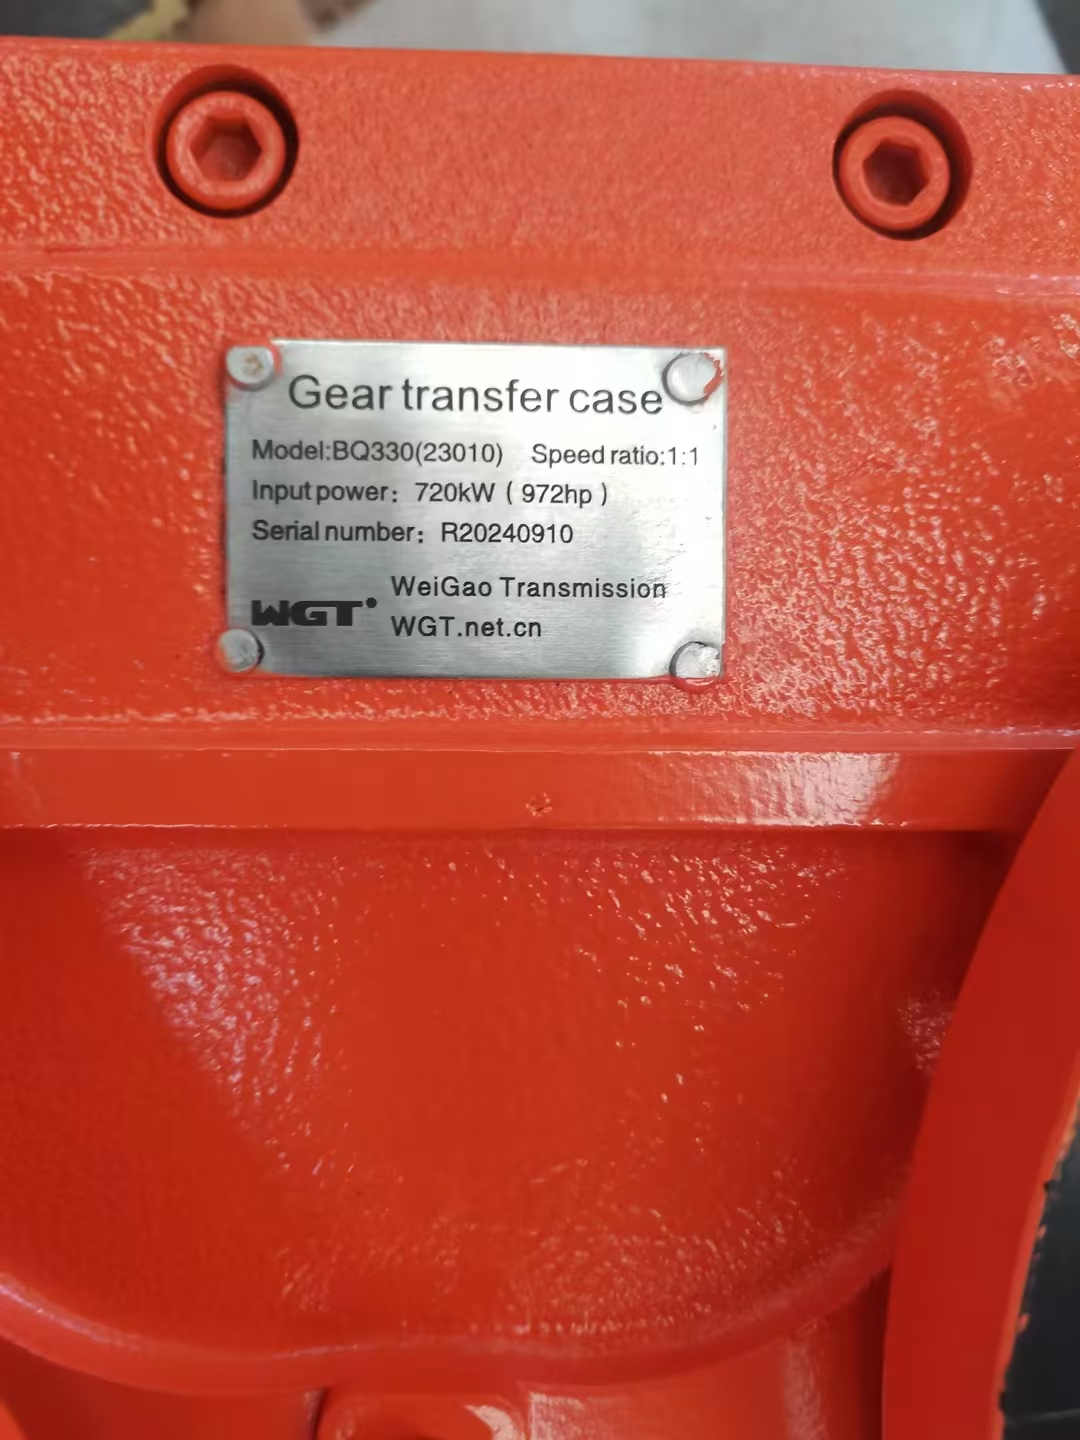 Gear transfer case
Model:BQ330(23010) Speed ratio:1:1
Input power：720kW（972hp）
Serial number：R20240910
WeiGao Transmission
WGT
WGT.net.cn